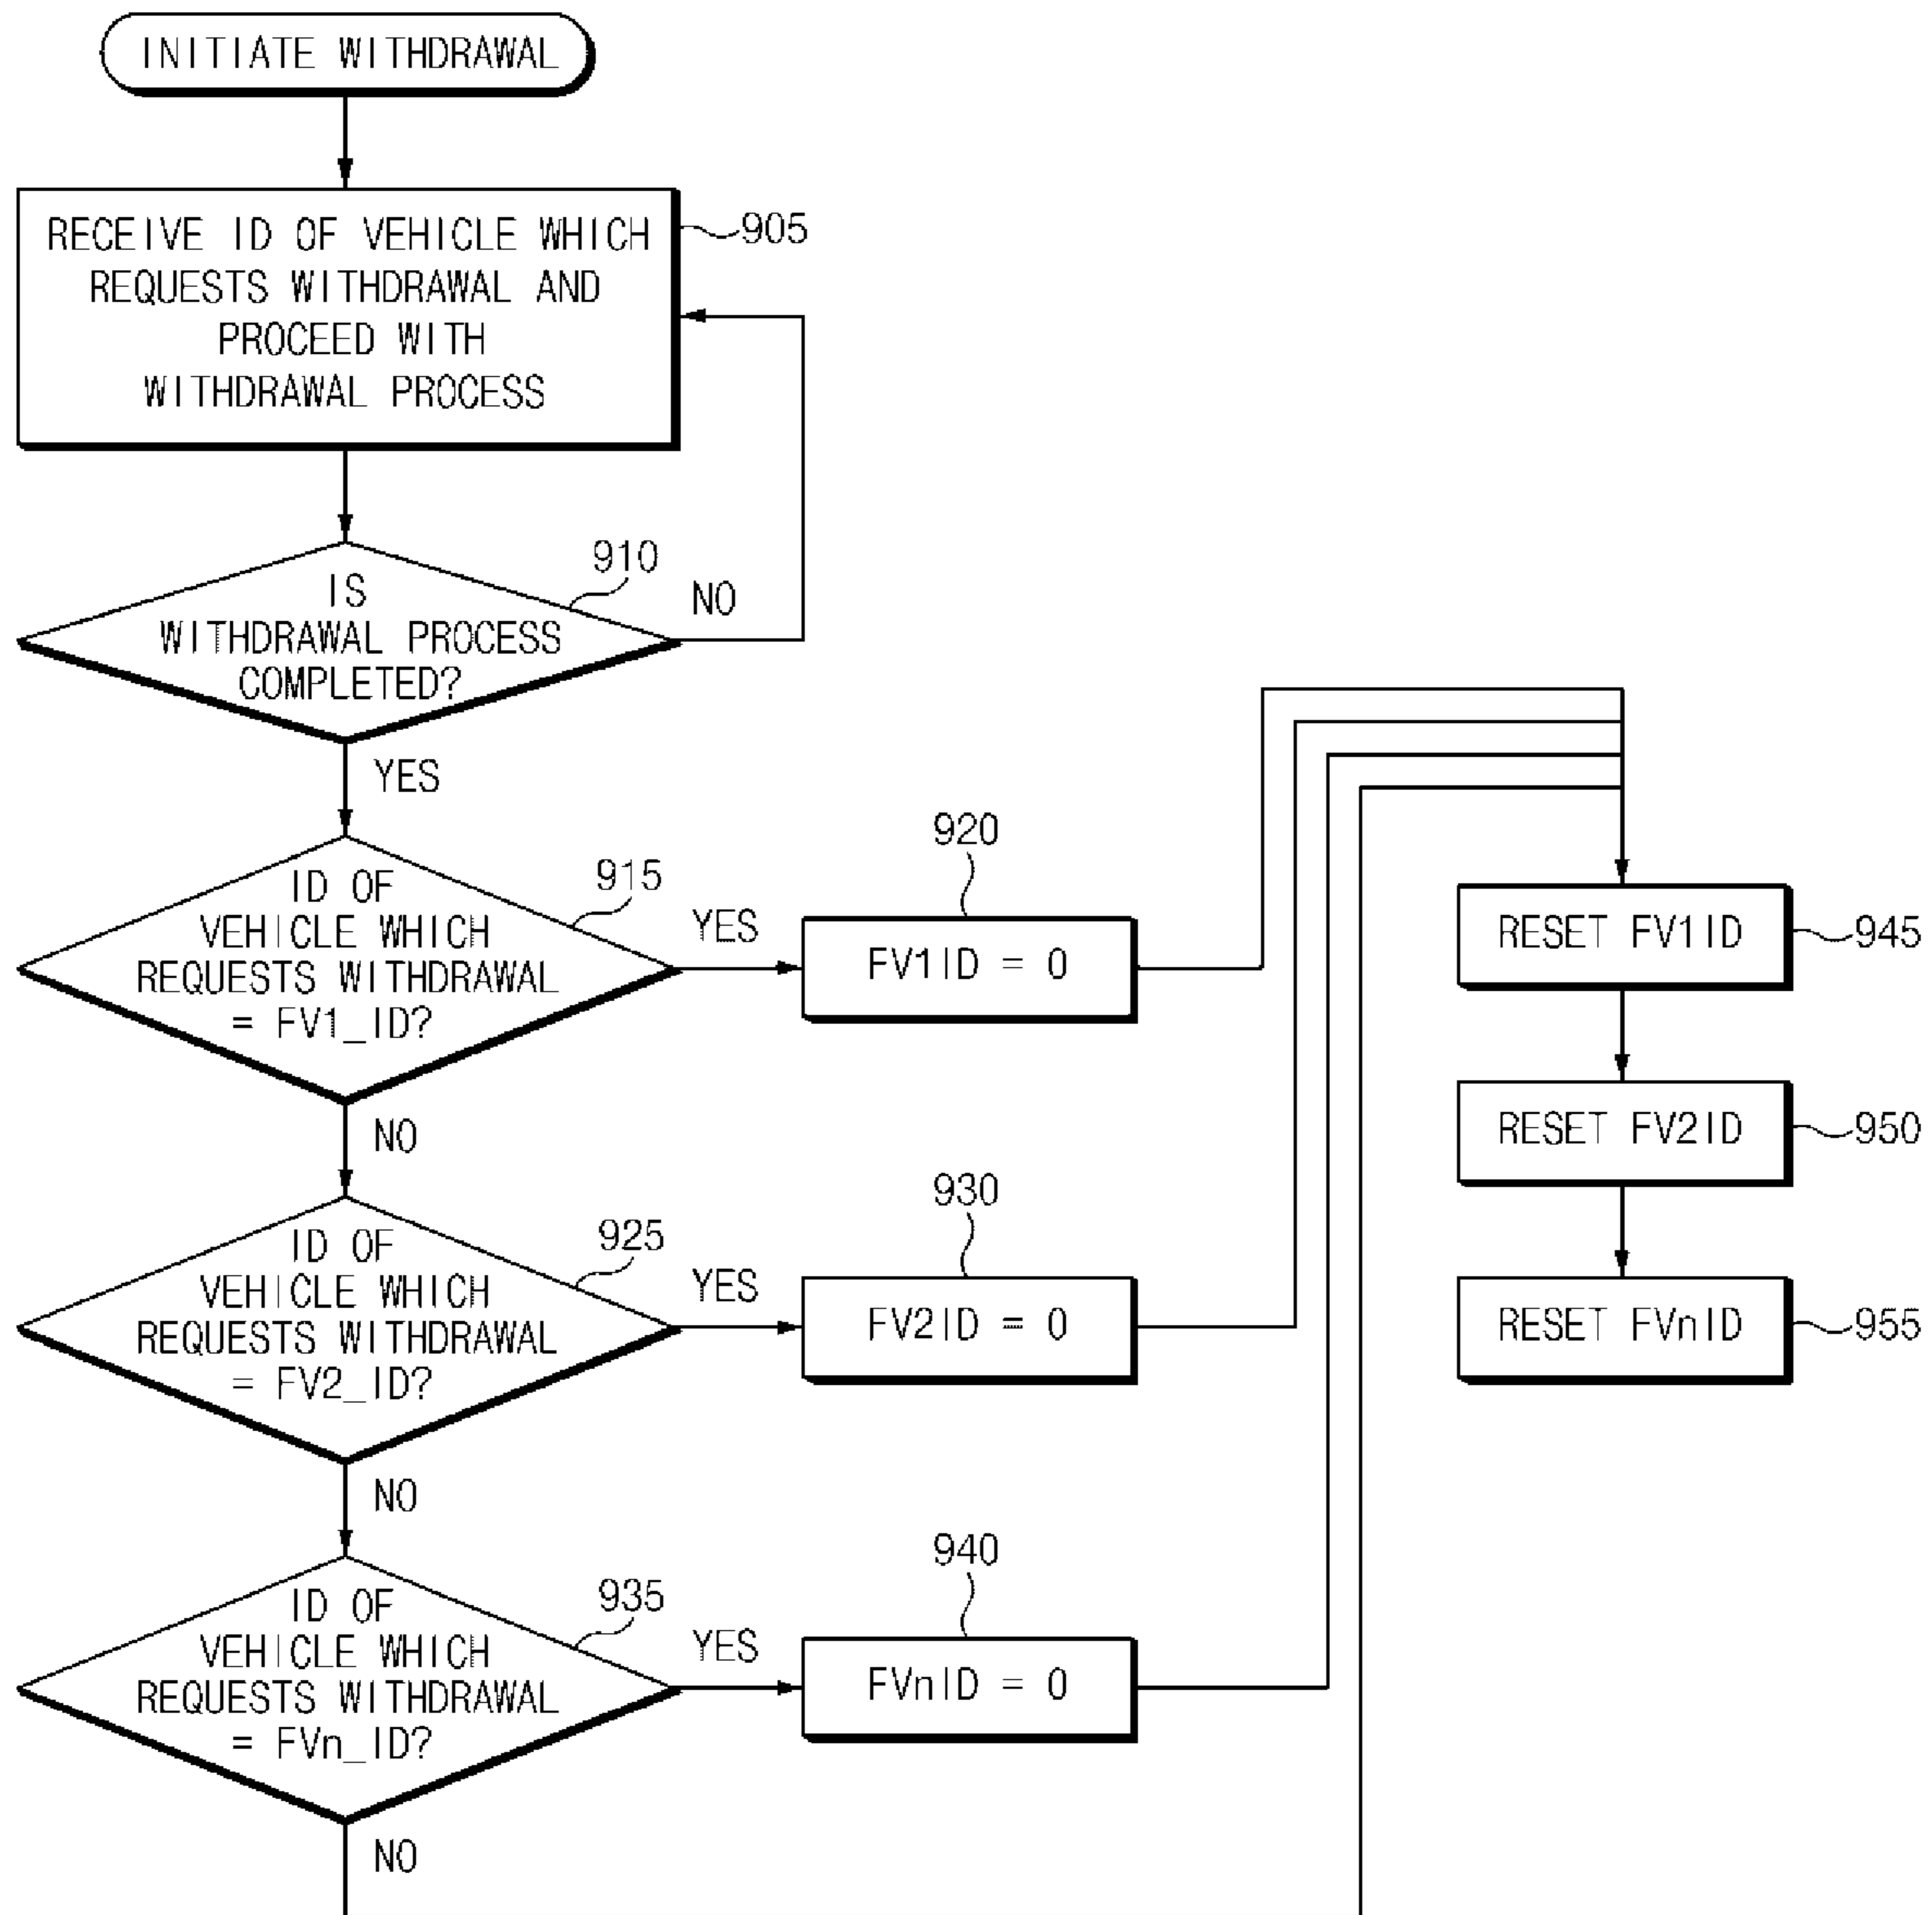 INITIATE WITHDRAWAL
RECEIVE ID OF VEHICLE WHICH
REQUESTS WITHDRAWAL AND
PROCEED WITH
WITHDRAWAL PROCESS
905
IS
WITHDRAWAL PROCESS
COMPLETED?
910
NO
YES
ID OF
VEHICLE WHICH
REQUESTS WITHDRAWAL
= FV1_ID?
915
YES
920
FV1ID = 0
NO
ID OF
VEHICLE WHICH
REQUESTS WITHDRAWAL
= FV2_ID?
925
YES
930
FV2ID = 0
NO
ID OF
VEHICLE WHICH
REQUESTS WITHDRAWAL
= FVn_ID?
935
YES
940
FVnID = 0
NO
RESET FV1ID
945
RESET FV2ID
950
RESET FVnID
955